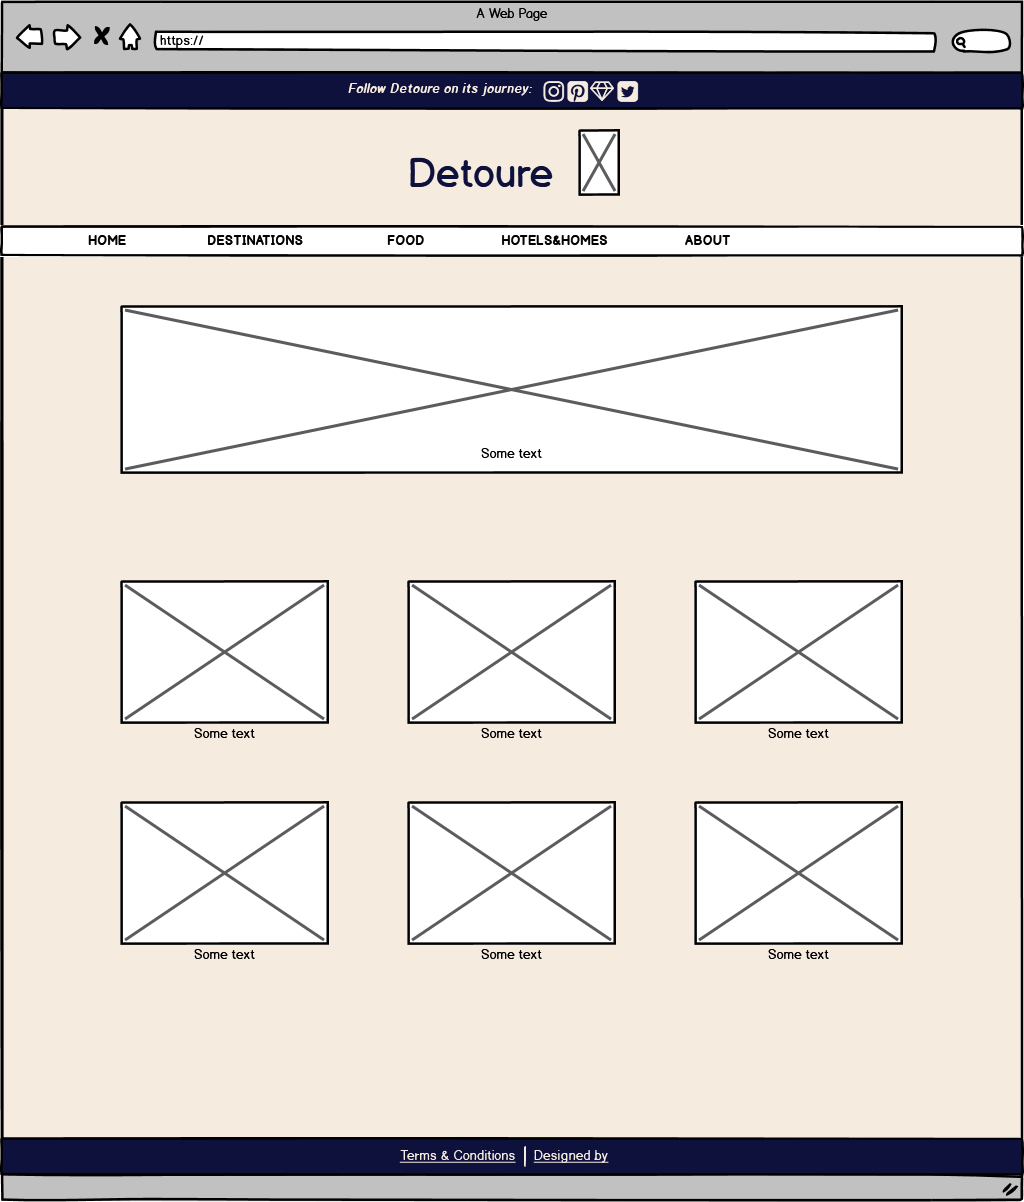 A Web Page
https://
Follow Detoure on its journey:
Detoure
HOME DESTINATIONS FOOD HOTELS&HOMES ABOUT
Some text
Some text Some text Some text
Some text Some text Some text
Terms & Conditions Designed by